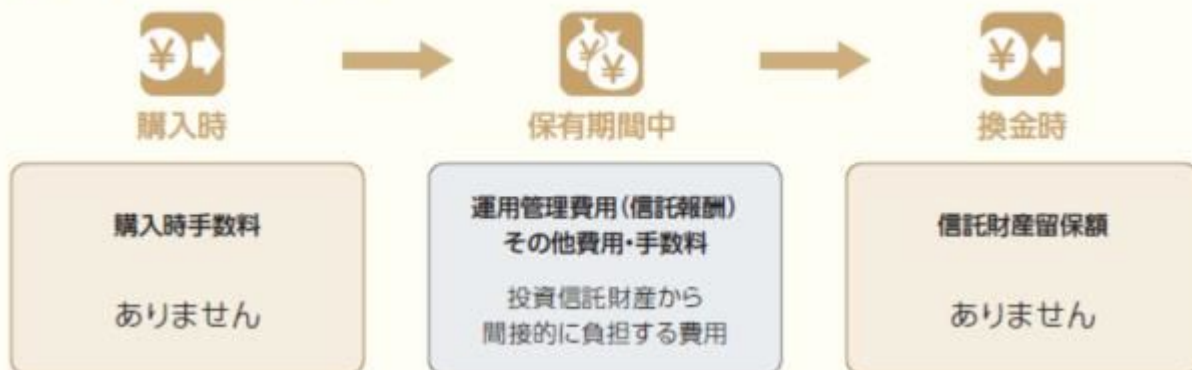 ¥
購入時
¥
¥
保有期間中
¥
換金時
購入時手数料
ありません
運用管理費用(信託報酬)
その他費用・手数料
投資信託財産から
間接的に負担する費用
信託財産留保額
ありません